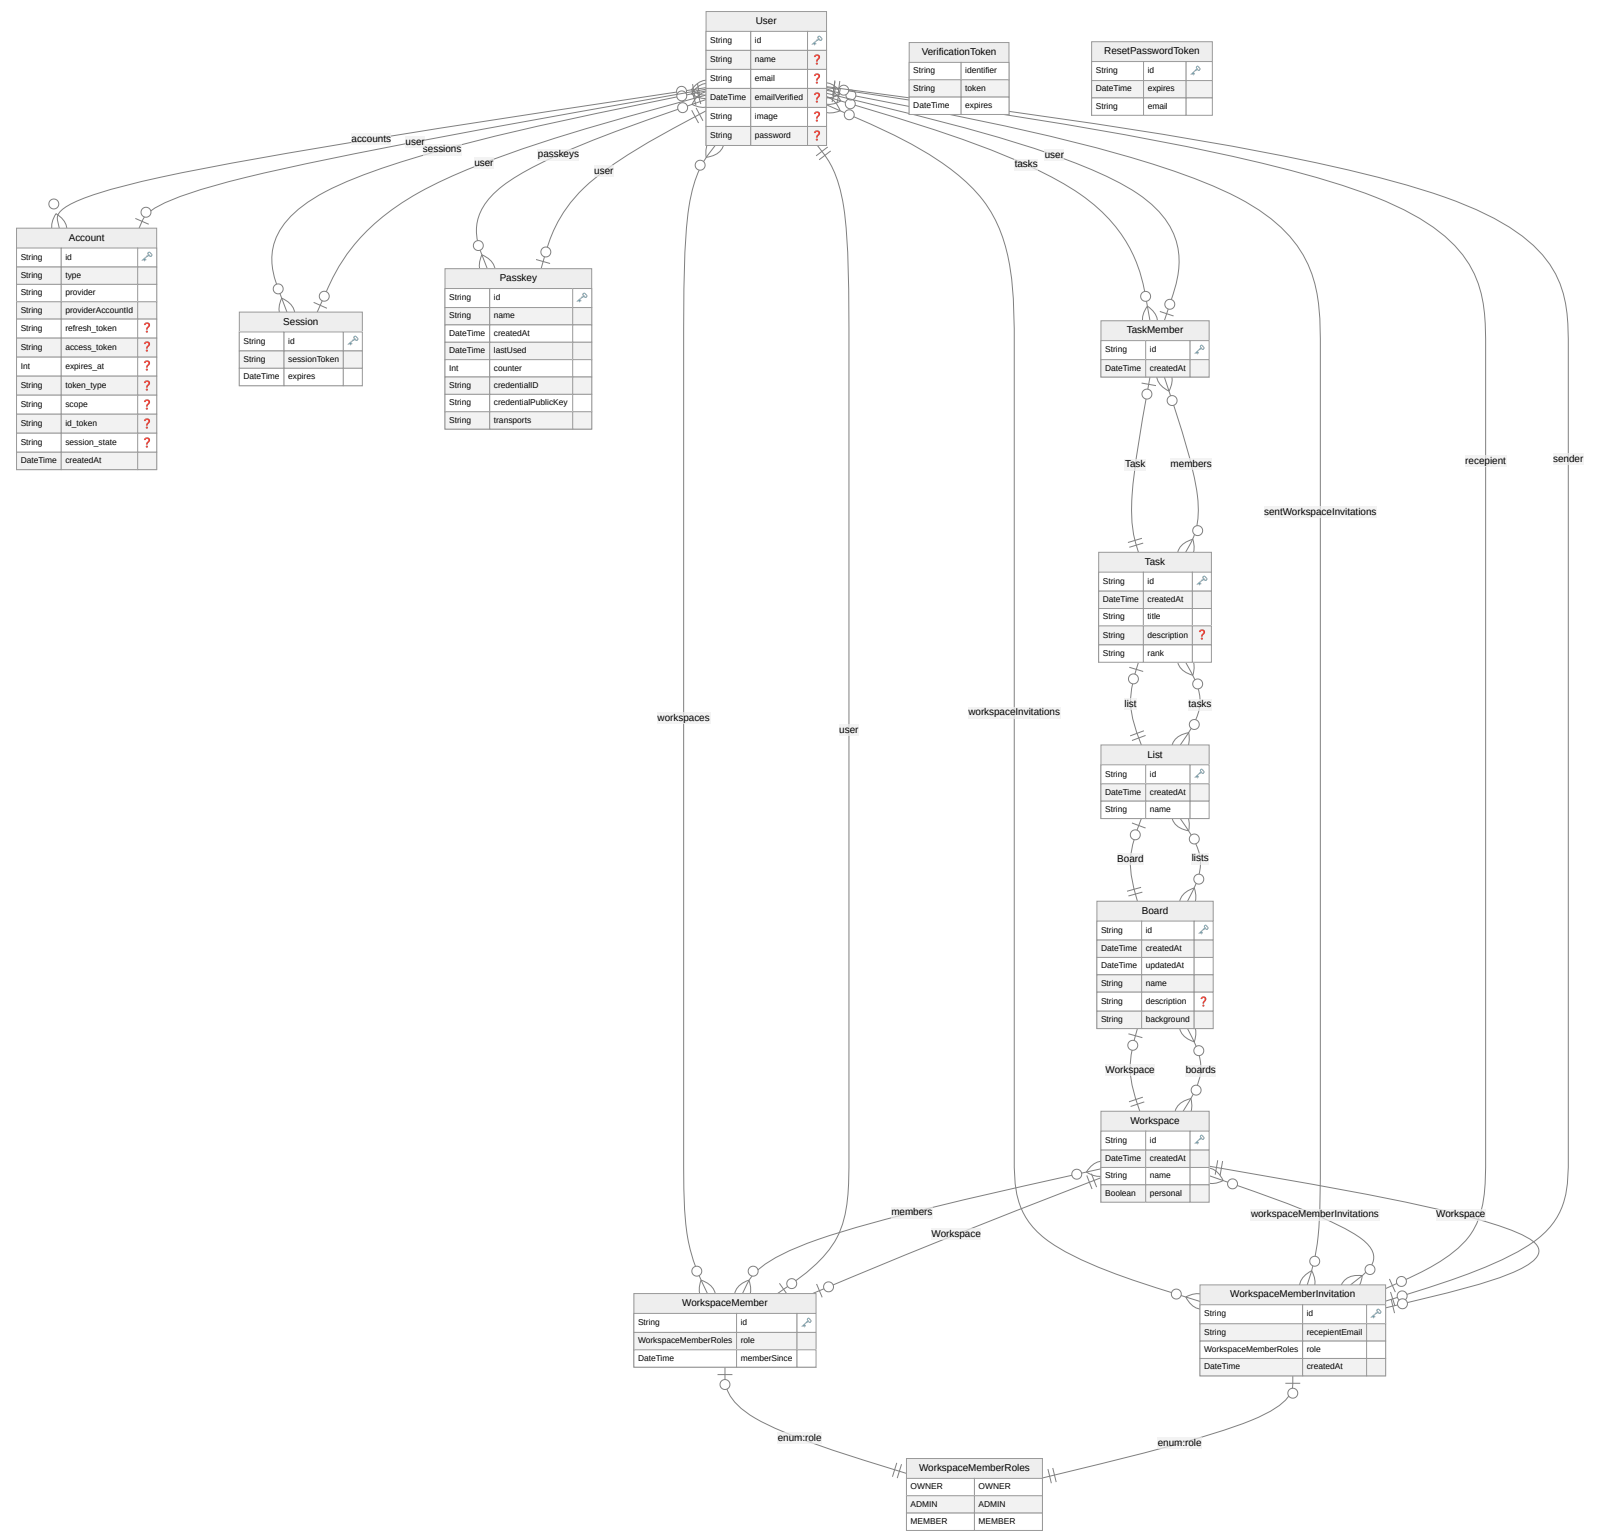 User
String id
String name ❓
String email ❓
DateTime emailVerified ❓
String image ❓
String password ❓
VerificationToken
String identifier
String token
DateTime expires
ResetPasswordToken
String id
DateTime expires
String email
accounts
user
sessions
user
passkeys
user
tasks
user
Account
String id
String type
String provider
String providerAccountId
String refresh_token ❓
String access_token ❓
Int expires_at ❓
String token_type ❓
String scope ❓
String id_token ❓
String session_state ❓
DateTime createdAt
Session
String id
String sessionToken
DateTime expires
Passkey
String id
String name
DateTime createdAt
DateTime lastUsed
Int counter
String credentialID
String credentialPublicKey
String transports
TaskMember
String id
DateTime createdAt
Task
members
recepient
sender
sentWorkspaceInvitations
Task
String id
DateTime createdAt
String title
String description ❓
String rank
list
tasks
workspaces
user
workspaceInvitations
List
String id
DateTime createdAt
String name
Board
lists
Board
String id
DateTime createdAt
DateTime updatedAt
String name
String description ❓
String background
Workspace
boards
Workspace
String id
DateTime createdAt
String name
Boolean personal
members
Workspace
workspaceMemberInvitations
Workspace
WorkspaceMember
String id
WorkspaceMemberRoles role
DateTime memberSince
WorkspaceMemberInvitation
String id
String recepientEmail
WorkspaceMemberRoles role
DateTime createdAt
enum:role
enum:role
WorkspaceMemberRoles
OWNER OWNER
ADMIN ADMIN
MEMBER MEMBER